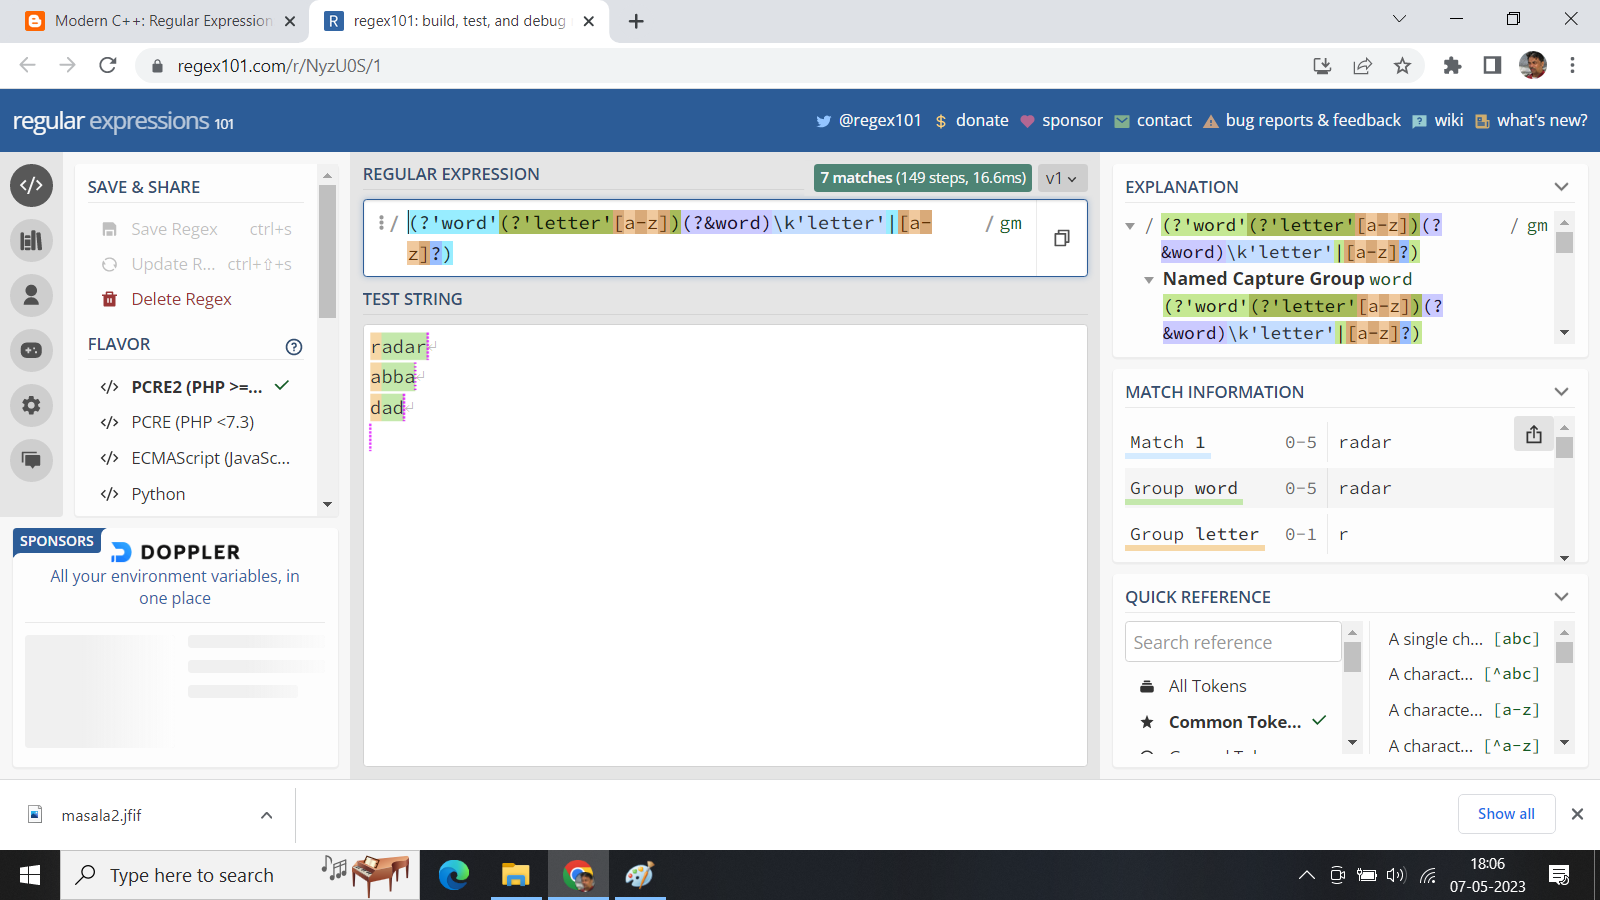 Modern C++: Regular Expression
regex101: build, test, and debug
regex101.com/r/NyzU0S/1
regular expressions 101
@regex101
$ donate
sponsor
contact
bug reports & feedback
wiki
what's new?
SAVE & SHARE
Save Regex ctrl+s
Update R... ctrl+⇧+s
Delete Regex
FLAVOR
</> PCRE2 (PHP >=...
</> PCRE (PHP <7.3)
</> ECMAScript (JavaSc...
</> Python
SPONSORS
DOPPLER
All your environment variables, in
one place
REGULAR EXPRESSION
7 matches (149 steps, 16.6ms)
v1
/ (?'word'(?'letter'[a-z])(?&word)\k'letter'|[a- / gm
z]?)
TEST STRING
radar
abba
dad
EXPLANATION
/ (?'word'(?'letter'[a-z])(? / gm
&word)\k'letter'|[a-z]?)
Named Capture Group word
(?'word'(?'letter'[a-z])(?
&word)\k'letter'|[a-z]?)
MATCH INFORMATION
Match 1 0-5 radar
Group word 0-5 radar
Group letter 0-1 r
QUICK REFERENCE
Search reference
All Tokens
Common Toke...
A single ch... [abc]
A charact... [^abc]
A characte... [a-z]
A charact... [^a-z]
masala2.jfif
Show all
Type here to search
18:06
07-05-2023